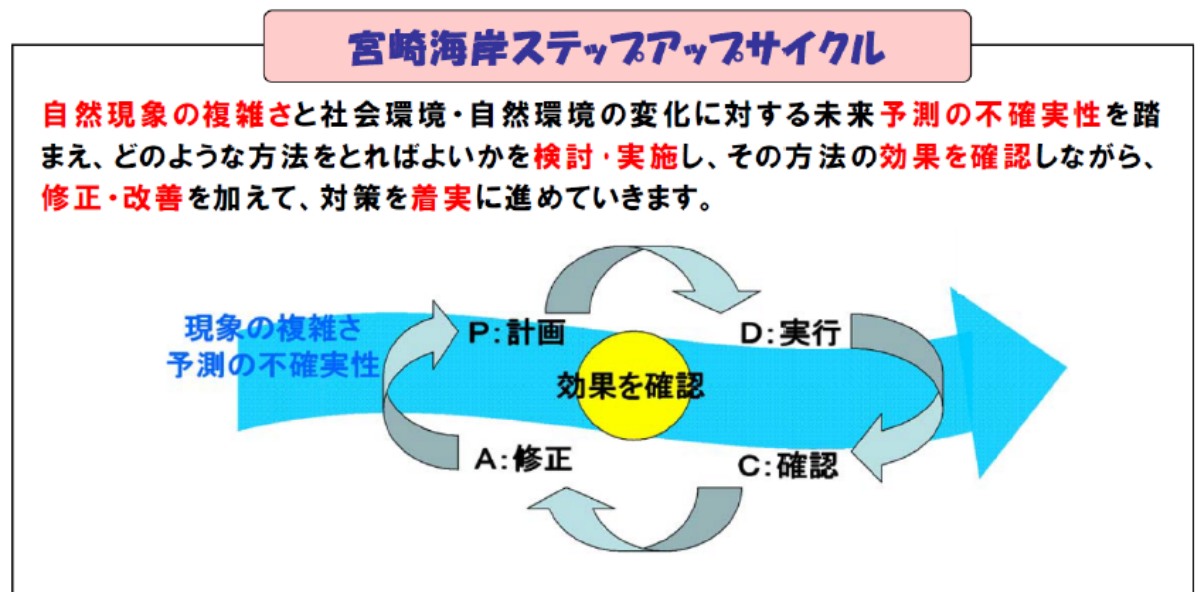 宮崎海岸ステップアップサイクル
自然現象の複雑さと社会環境・自然環境の変化に対する未来予測の不確実性を踏
まえ、どのような方法をとればよいかを検討・実施し、その方法の効果を確認しながら、
修正・改善を加えて、対策を着実に進めていきます。
現象の複雑さ
予測の不確実性
P:計画
D:実行
効果を確認
A:修正
C:確認